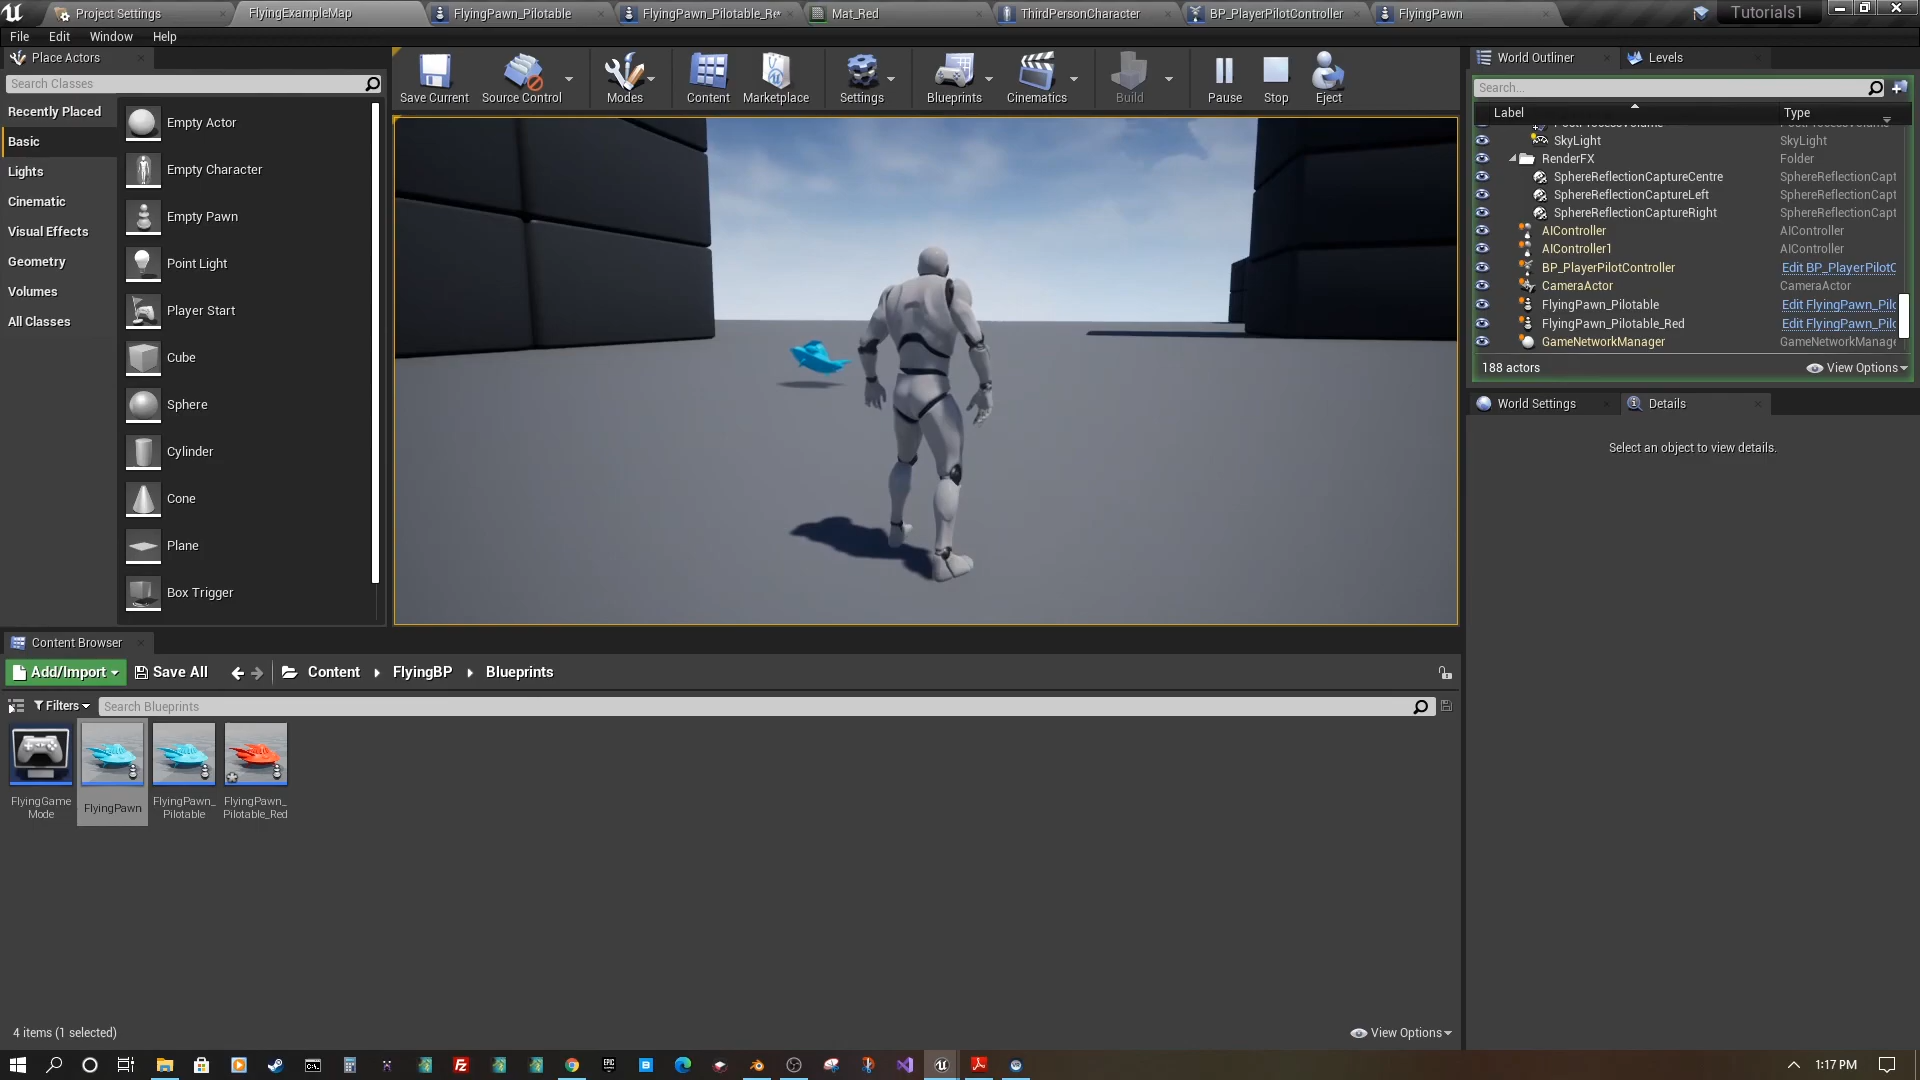 Project Settings
FlyingExampleMap
FlyingPawn_Pilotable
FlyingPawn_Pilotable_Re*
Mat_Red
ThirdPersonCharacter
BP_PlayerPilotController
FlyingPawn
Tutorials1
File Edit Window Help
Place Actors
Search Classes
Recently Placed
Basic
Lights
Cinematic
Visual Effects
Geometry
Volumes
All Classes
Empty Actor
Empty Character
Empty Pawn
Point Light
Player Start
Cube
Sphere
Cylinder
Cone
Plane
Box Trigger
Save Current
Source Control
Modes
Content
Marketplace
Settings
Blueprints
Cinematics
Build
Pause
Stop
Eject
World Outliner
Levels
Search...
Label Type
SkyLight SkyLight
RenderFX Folder
SphereReflectionCaptureCentre SphereReflectionCapt
SphereReflectionCaptureLeft SphereReflectionCapt
SphereReflectionCaptureRight SphereReflectionCapt
AIController AIController
AIController1 AIController
BP_PlayerPilotController Edit BP_PlayerPilotC
CameraActor CameraActor
FlyingPawn_Pilotable Edit FlyingPawn_Pilo
FlyingPawn_Pilotable_Red Edit FlyingPawn_Pilo
GameNetworkManager GameNetworkManage
188 actors
View Options
World Settings
Details
Select an object to view details.
Content Browser
Add/Import
Save All
Content
FlyingBP
Blueprints
Filters
Search Blueprints
FlyingGame
Mode
FlyingPawn
FlyingPawn_
Pilotable
FlyingPawn_
Pilotable_Red
4 items (1 selected)
View Options
1:17 PM